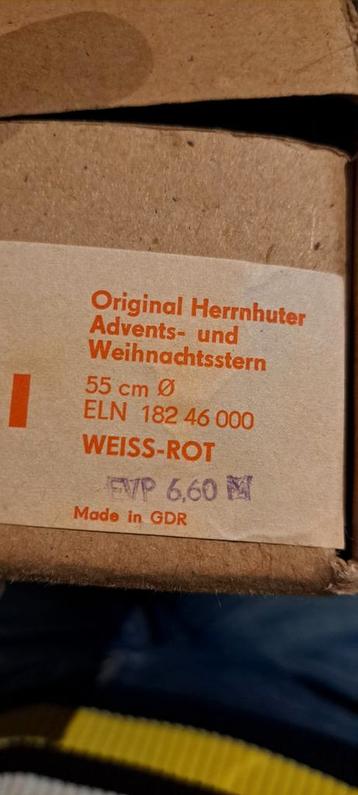 Original Herrnhuter
Advents- und
Weihnachtsstern
55 cm Ø
ELN 182 46 000
WEISS-ROT
EVP 6,60 M
Made in GDR